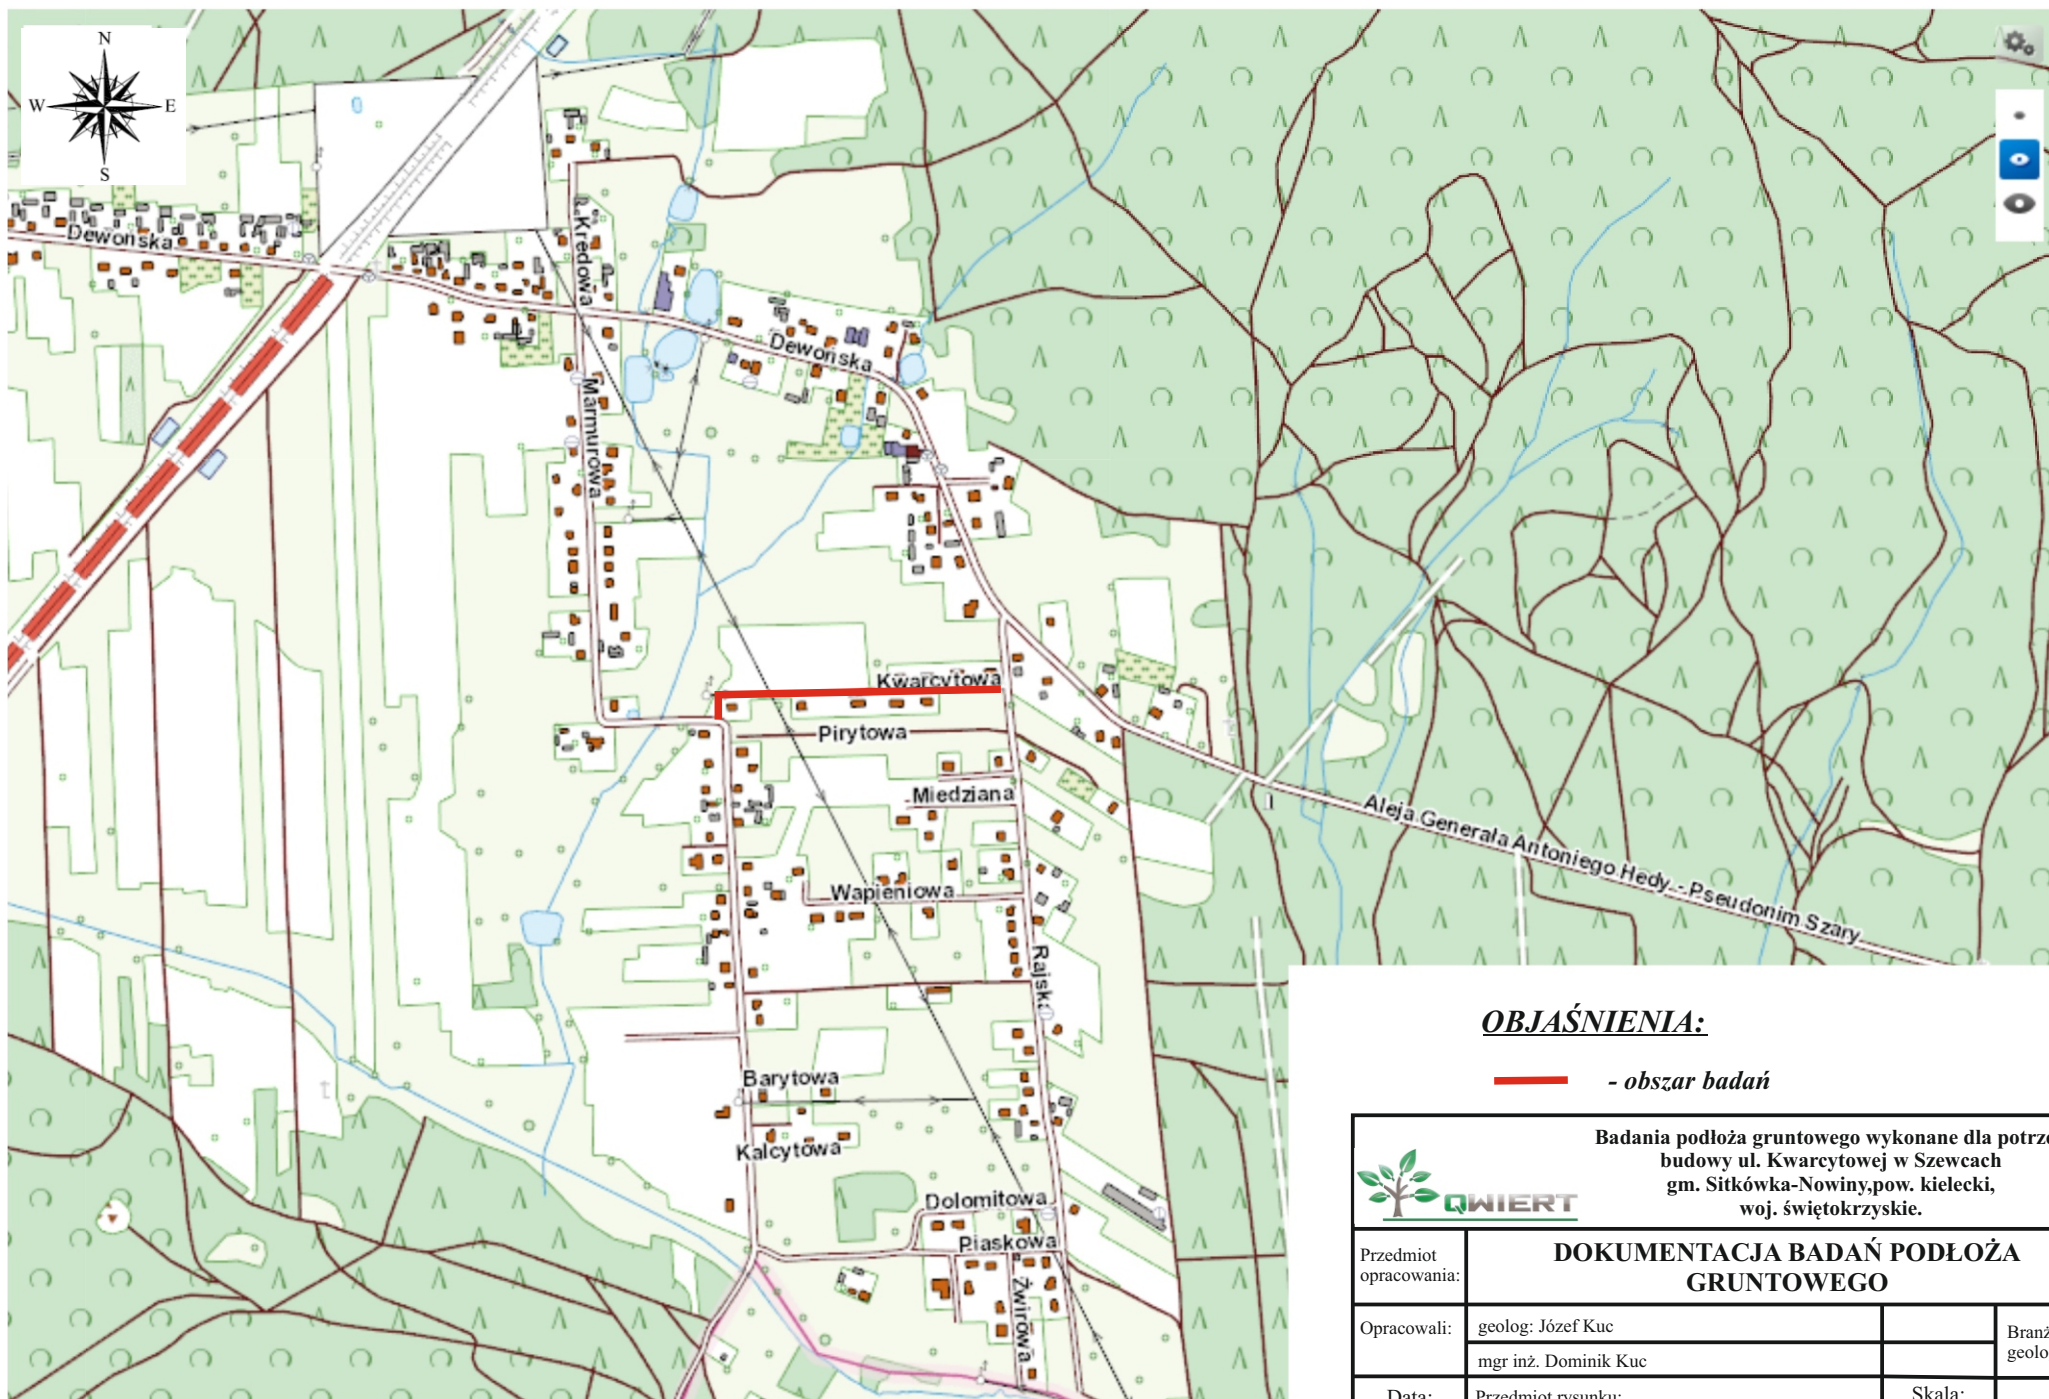 N
W E
S
Dewońska
Kredowa
Dewońska
Marmurowa
Kwarcytowa
Pirytowa
Miedziana
Aleja Generała Antoniego Hedy - Pseudonim Szary
Wapieniowa
Rajska
Barytowa
Kalcytowa
Dolomitowa
Piaskowa
Żwirowa
OBJAŚNIENIA:
- obszar badań
QWIERT
Badania podłoża gruntowego wykonane dla potrze
budowy ul. Kwarcytowej w Szewcach
gm. Sitkówka-Nowiny,pow. kielecki,
woj. świętokrzyskie.
Przedmiot
opracowania:
DOKUMENTACJA BADAŃ PODŁOŻA
GRUNTOWEGO
Opracowali:
geolog: Józef Kuc
mgr inż. Dominik Kuc
Branż
geolo
Data:
Przedmiot rysunku:
Skala: